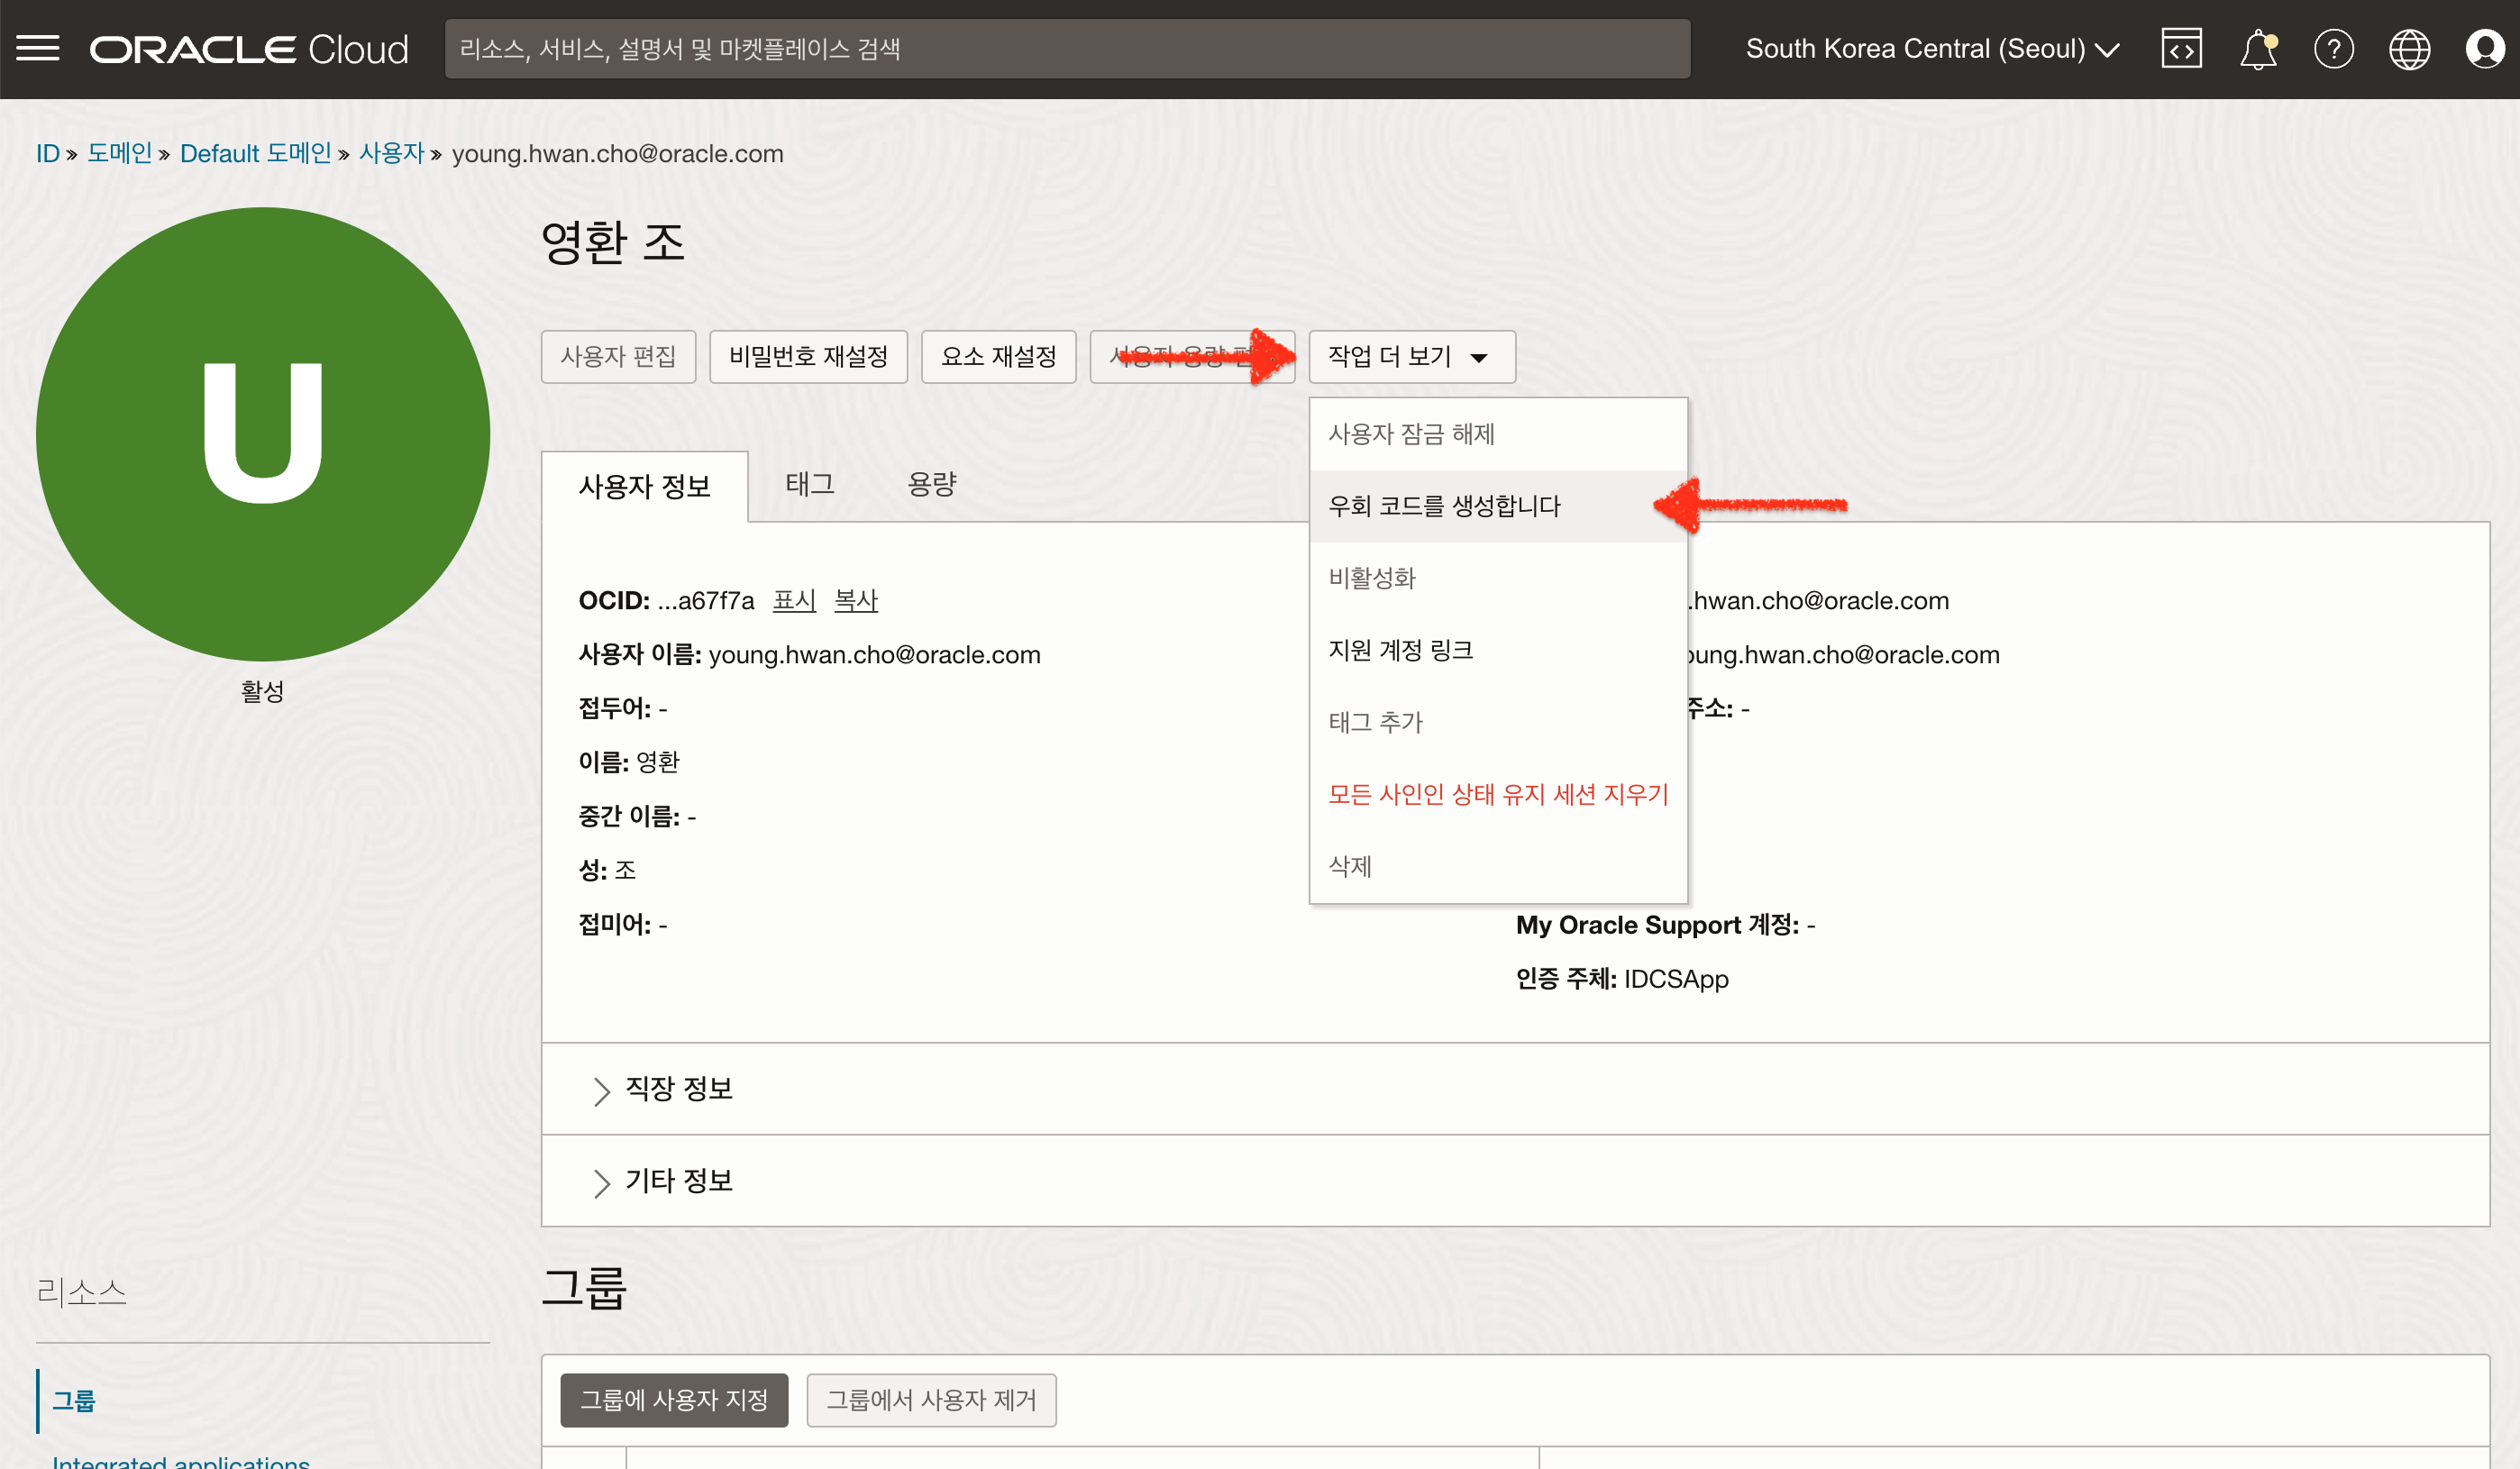 ORACLE Cloud
리소스, 서비스, 설명서 및 마켓플레이스 검색
South Korea Central (Seoul)
ID » 도메인 » Default 도메인 » 사용자 » young.hwan.cho@oracle.com
U
활성
영환 조
사용자 편집
비밀번호 재설정
요소 재설정
사용자 용량
작업 더 보기
사용자 잠금 해제
우회 코드를 생성합니다
비활성화
지원 계정 링크
태그 추가
모든 사인인 상태 유지 세션 지우기
삭제
사용자 정보
태그
용량
OCID: ...a67f7a 표시 복사
사용자 이름: young.hwan.cho@oracle.com
접두어: -
이름: 영환
중간 이름: -
성: 조
접미어: -
.hwan.cho@oracle.com
oung.hwan.cho@oracle.com
주소: -
My Oracle Support 계정: -
인증 주체: IDCSApp
직장 정보
기타 정보
리소스
그룹
Integrated applications
그룹
그룹에 사용자 지정
그룹에서 사용자 제거